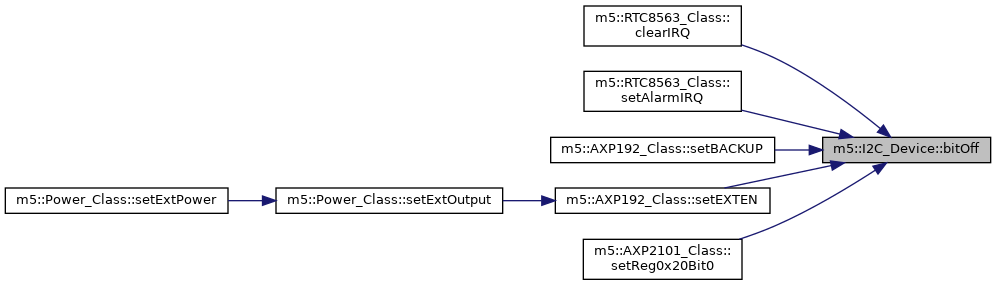 m5::RTC8563_Class::
clearIRQ
m5::RTC8563_Class::
setAlarmIRQ
m5::I2C_Device::bitOff
m5::AXP192_Class::setBACKUP
m5::Power_Class::setExtPower
m5::Power_Class::setExtOutput
m5::AXP192_Class::setEXTEN
m5::AXP2101_Class::
setReg0x20Bit0